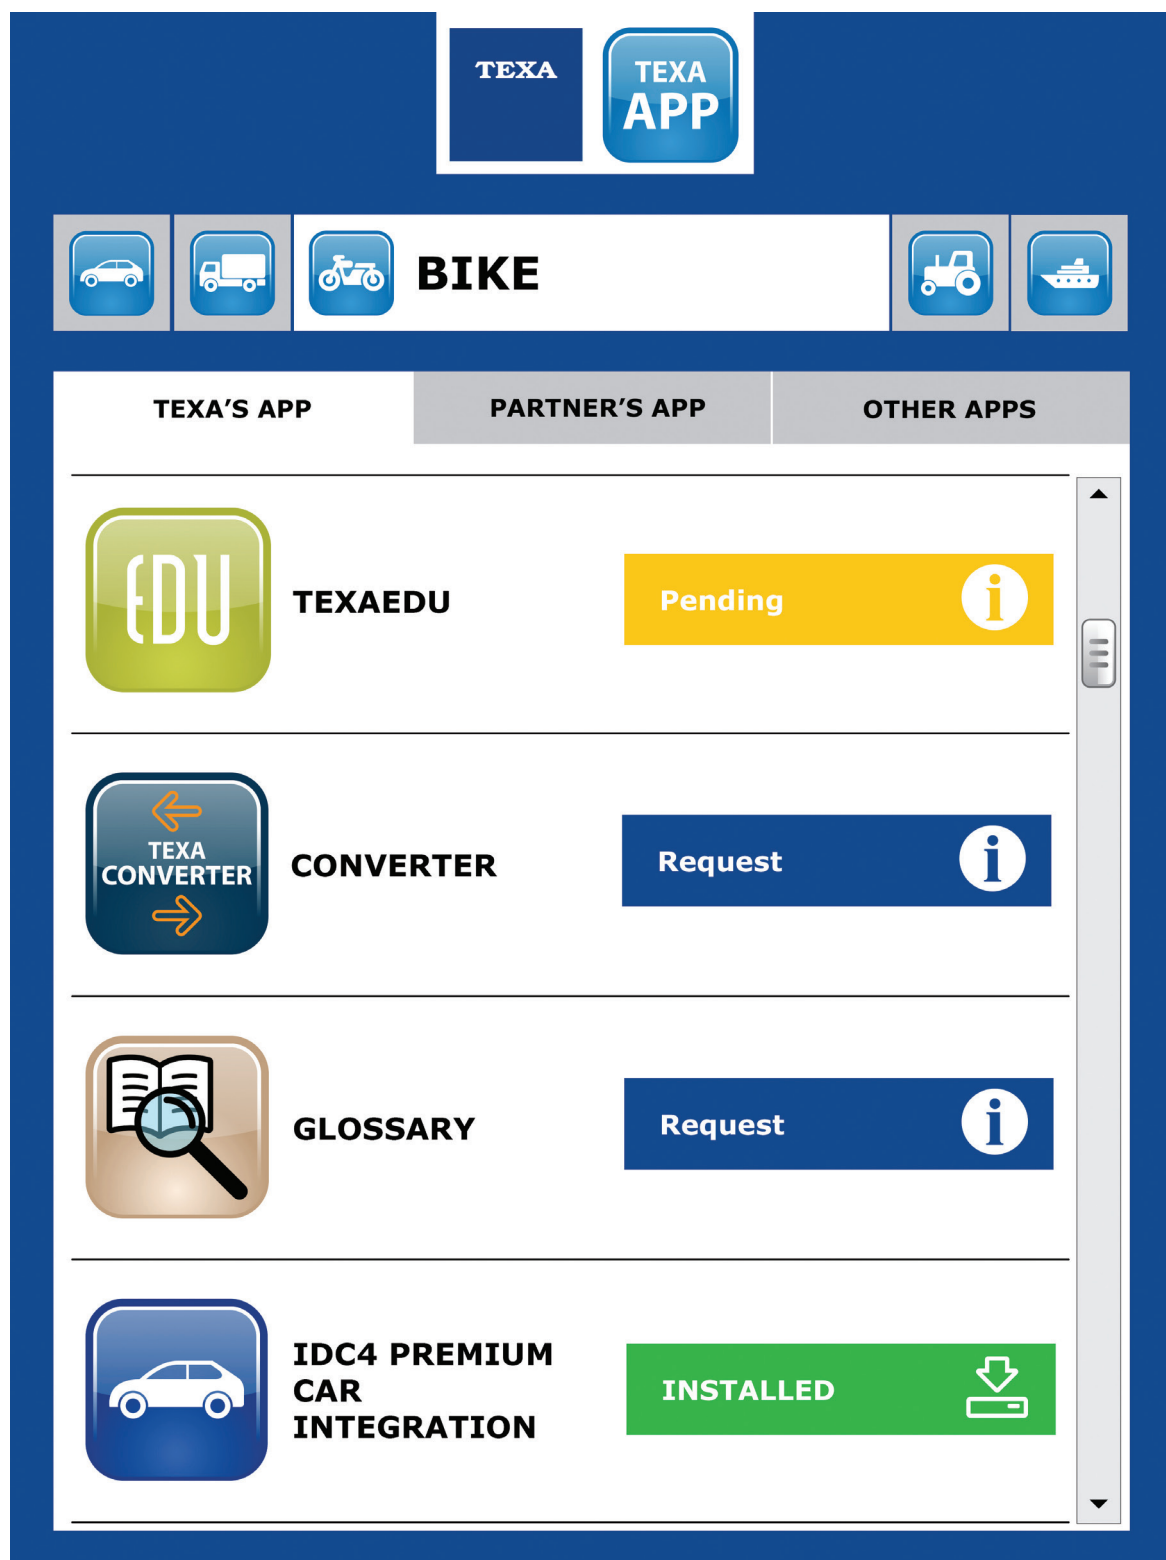 TEXA
TEXA
APP
BIKE
TEXA’S APP
PARTNER’S APP
OTHER APPS
EDU
TEXAEDU
Pending
i
TEXA
CONVERTER
CONVERTER
Request
i
GLOSSARY
Request
i
IDC4 PREMIUM
CAR
INTEGRATION
INSTALLED